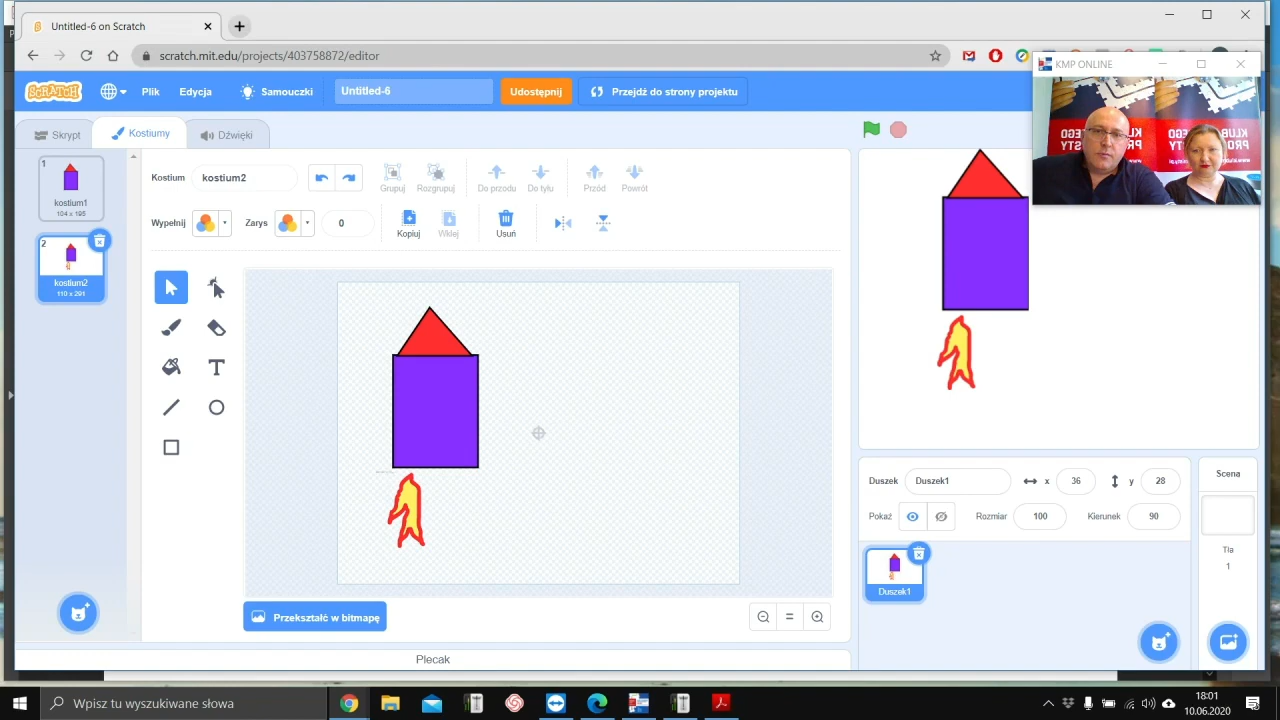 Untitled-6 on Scratch
scratch.mit.edu/projects/403758872/editor
KMP ONLINE
SCRATCH
Plik
Edycja
Samouczki
Untitled-6
Udostępnij
Przejdź do strony projektu
Skrypt
Kostiumy
Dźwięki
1
kostium1
104 x 195
2
kostium2
110 x 291
Kostium
kostium2
Grupuj
Rozgrupuj
Do przodu
Do tyłu
Przód
Powrót
Wypełnij
Zarys
0
Kopiuj
Wklej
Usuń
T
Przekształć w bitmapę
Plecak
Duszek
Duszek1
x
36
y
28
Pokaż
Rozmiar
100
Kierunek
90
Duszek1
Scena
Tła
1
Wpisz tu wyszukiwane słowa
18:01
10.06.2020